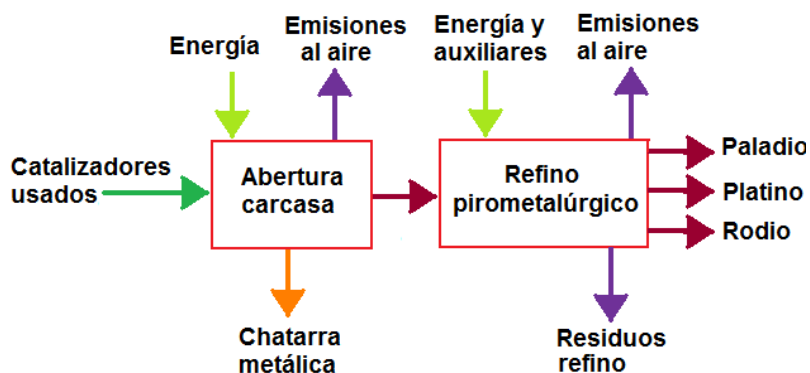 Energía
Emisiones
al aire
Energía y
auxiliares
Emisiones
al aire
Catalizadores
usados
Abertura
carcasa
Refino
pirometalúrgico
Paladio
Platino
Rodio
Chatarra
metálica
Residuos
refino